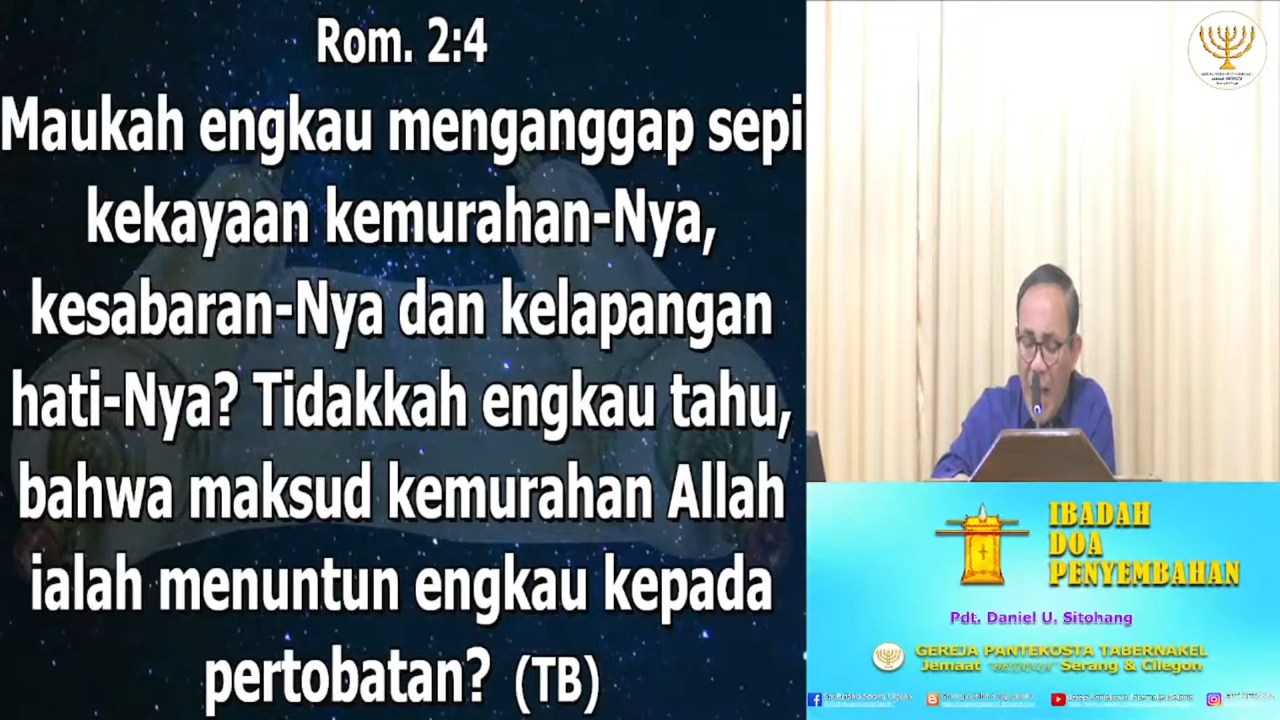 Rom. 2:4
Maukah engkau menganggap sepi
kekayaan kemurahan-Nya,
kesabaran-Nya dan kelapangan
hati-Nya? Tidakkah engkau tahu,
bahwa maksud kemurahan Allah
ialah menuntun engkau kepada
pertobatan? (TB)
IBADAH
DOA
PENYEMBAHAN
Pdt. Daniel U. Sitohang
GEREJA PANTEKOSTA TABERNAKEL
Jemaat Serang & Cilegon